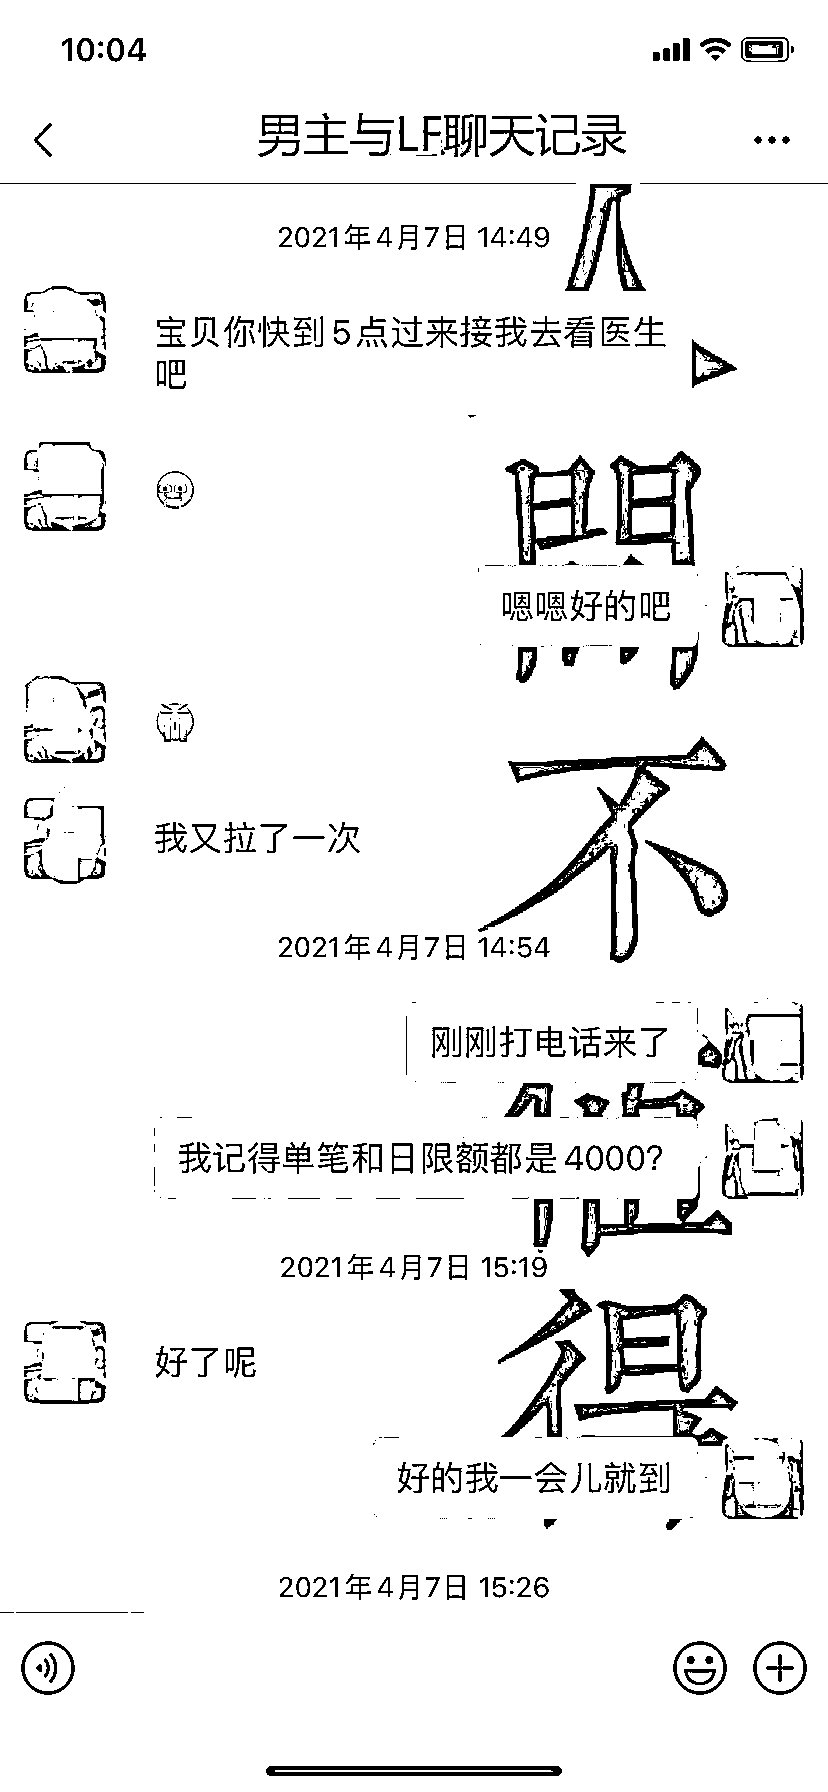 10:04
男主与LF聊天记录
2021年4月7日 14:49
宝贝你快到5点过来接我去看医生
吧
嗯嗯好的吧
我又拉了一次
2021年4月7日 14:54
刚刚打电话来了
我记得单笔和日限额都是4000?
2021年4月7日 15:19
好了呢
好的我一会儿就到
2021年4月7日 15:26
不